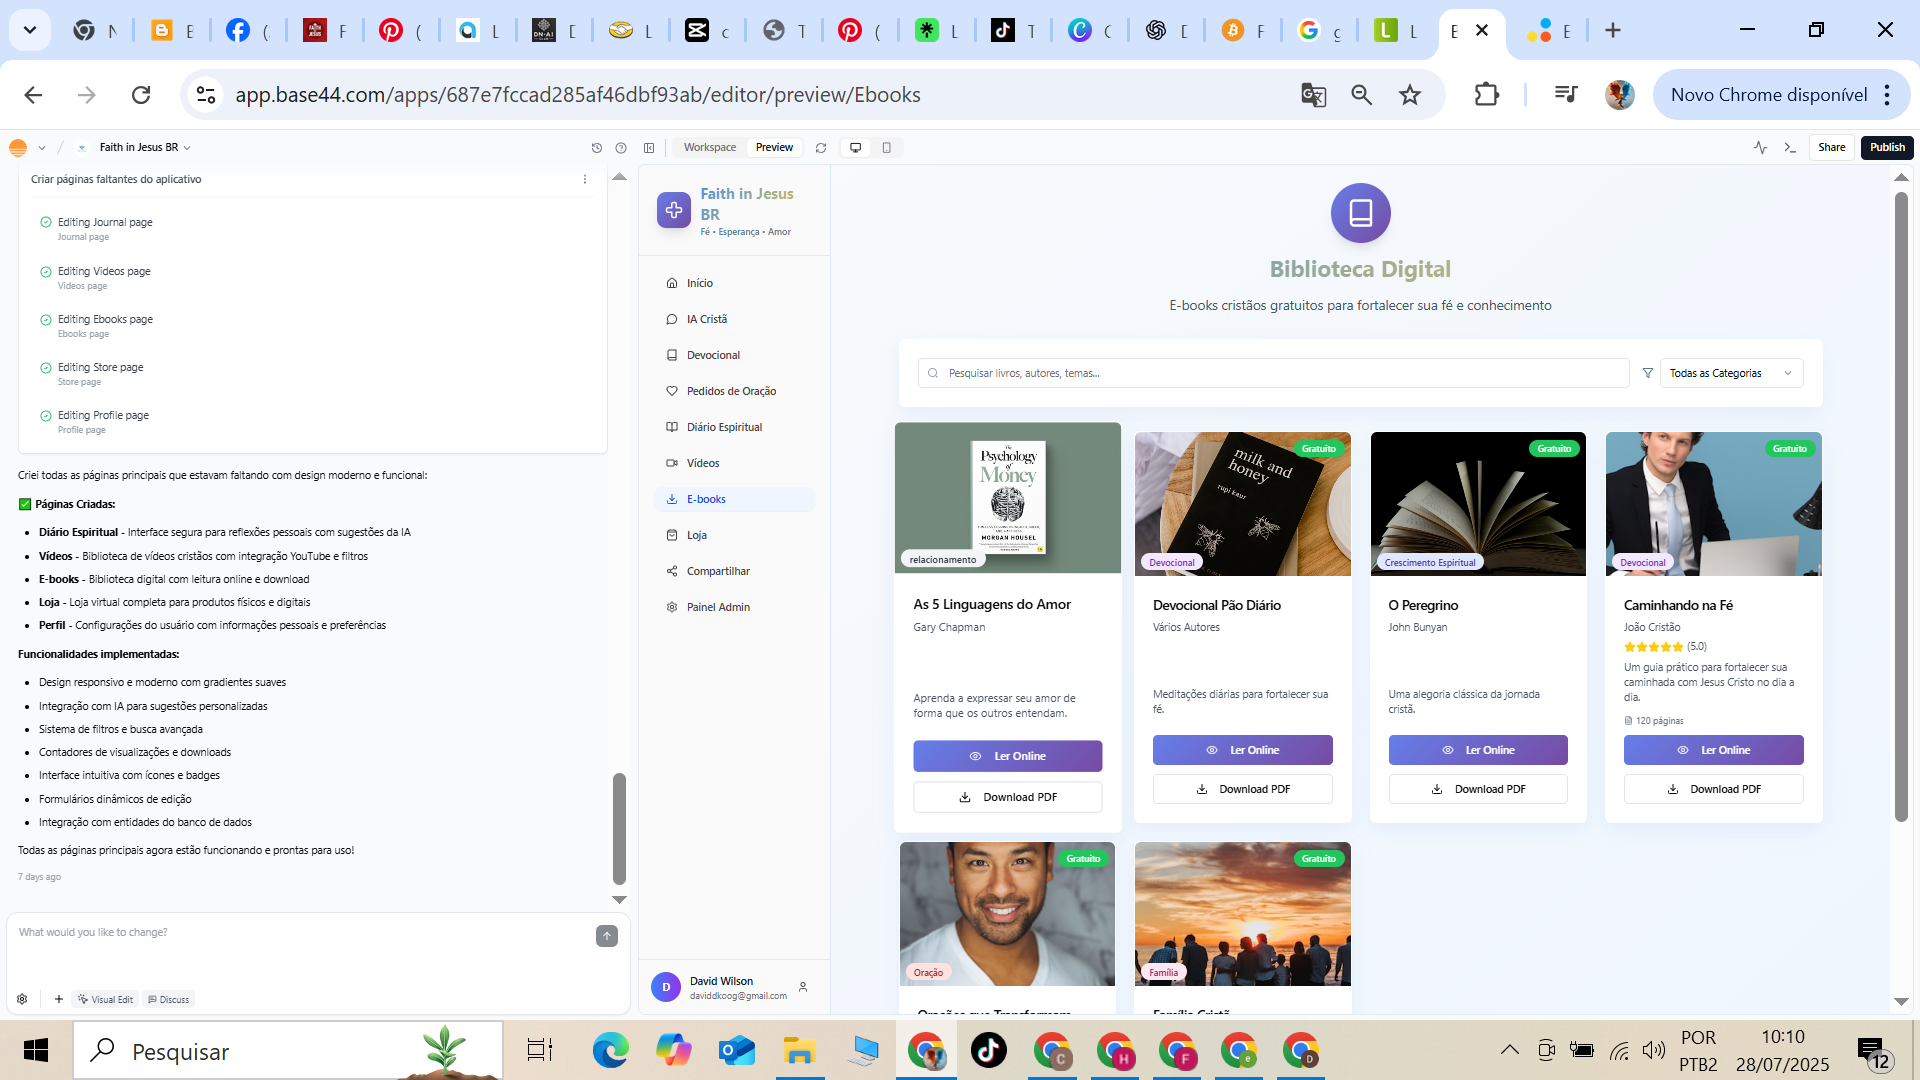 app.base44.com/apps/687e7fccad285af46dbf93ab/editor/preview/Ebooks
Novo Chrome disponível
Faith in Jesus BR
Workspace
Preview
Share
Publish
Criar páginas faltantes do aplicativo
Editing Journal page
Journal page
Editing Videos page
Videos page
Editing Ebooks page
Ebooks page
Editing Store page
Store page
Editing Profile page
Profile page
Criei todas as páginas principais que estavam faltando com design moderno e funcional:
✅ Páginas Criadas:
Diário Espiritual - Interface segura para reflexões pessoais com sugestões da IA
Vídeos - Biblioteca de vídeos cristãos com integração YouTube e filtros
E-books - Biblioteca digital com leitura online e download
Loja - Loja virtual completa para produtos físicos e digitais
Perfil - Configurações do usuário com informações pessoais e preferências
Funcionalidades implementadas:
Design responsivo e moderno com gradientes suaves
Integração com IA para sugestões personalizadas
Sistema de filtros e busca avançada
Contadores de visualizações e downloads
Interface intuitiva com ícones e badges
Formulários dinâmicos de edição
Integração com entidades do banco de dados
Todas as páginas principais agora estão funcionando e prontas para uso!
7 days ago
What would you like to change?
Visual Edit
Discuss
Faith in Jesus
BR
Fé • Esperança • Amor
Início
IA Cristã
Devocional
Pedidos de Oração
Diário Espiritual
Vídeos
E-books
Loja
Compartilhar
Painel Admin
D
David Wilson
daviddkoog@gmail.com
Biblioteca Digital
E-books cristãos gratuitos para fortalecer sua fé e conhecimento
Pesquisar livros, autores, temas...
Todas as Categorias
The
Psychology
of
Money
MORGAN HOUSEL
relacionamento
As 5 Linguagens do Amor
Gary Chapman
Aprenda a expressar seu amor de
forma que os outros entendam.
Ler Online
Download PDF
Gratuito
milk and
honey
rupi kaur
Devocional
Devocional Pão Diário
Vários Autores
Meditações diárias para fortalecer sua
fé.
Ler Online
Download PDF
Gratuito
Crescimento Espiritual
O Peregrino
John Bunyan
Uma alegoria clássica da jornada
cristã.
Ler Online
Download PDF
Gratuito
Devocional
Caminhando na Fé
João Cristão
(5.0)
Um guia prático para fortalecer sua
caminhada com Jesus Cristo no dia a
dia.
120 páginas
Ler Online
Download PDF
Gratuito
Oração
Orações que Transformam
Gratuito
Família
Família Cristã
Pesquisar
POR
PTB2
10:10
28/07/2025
12